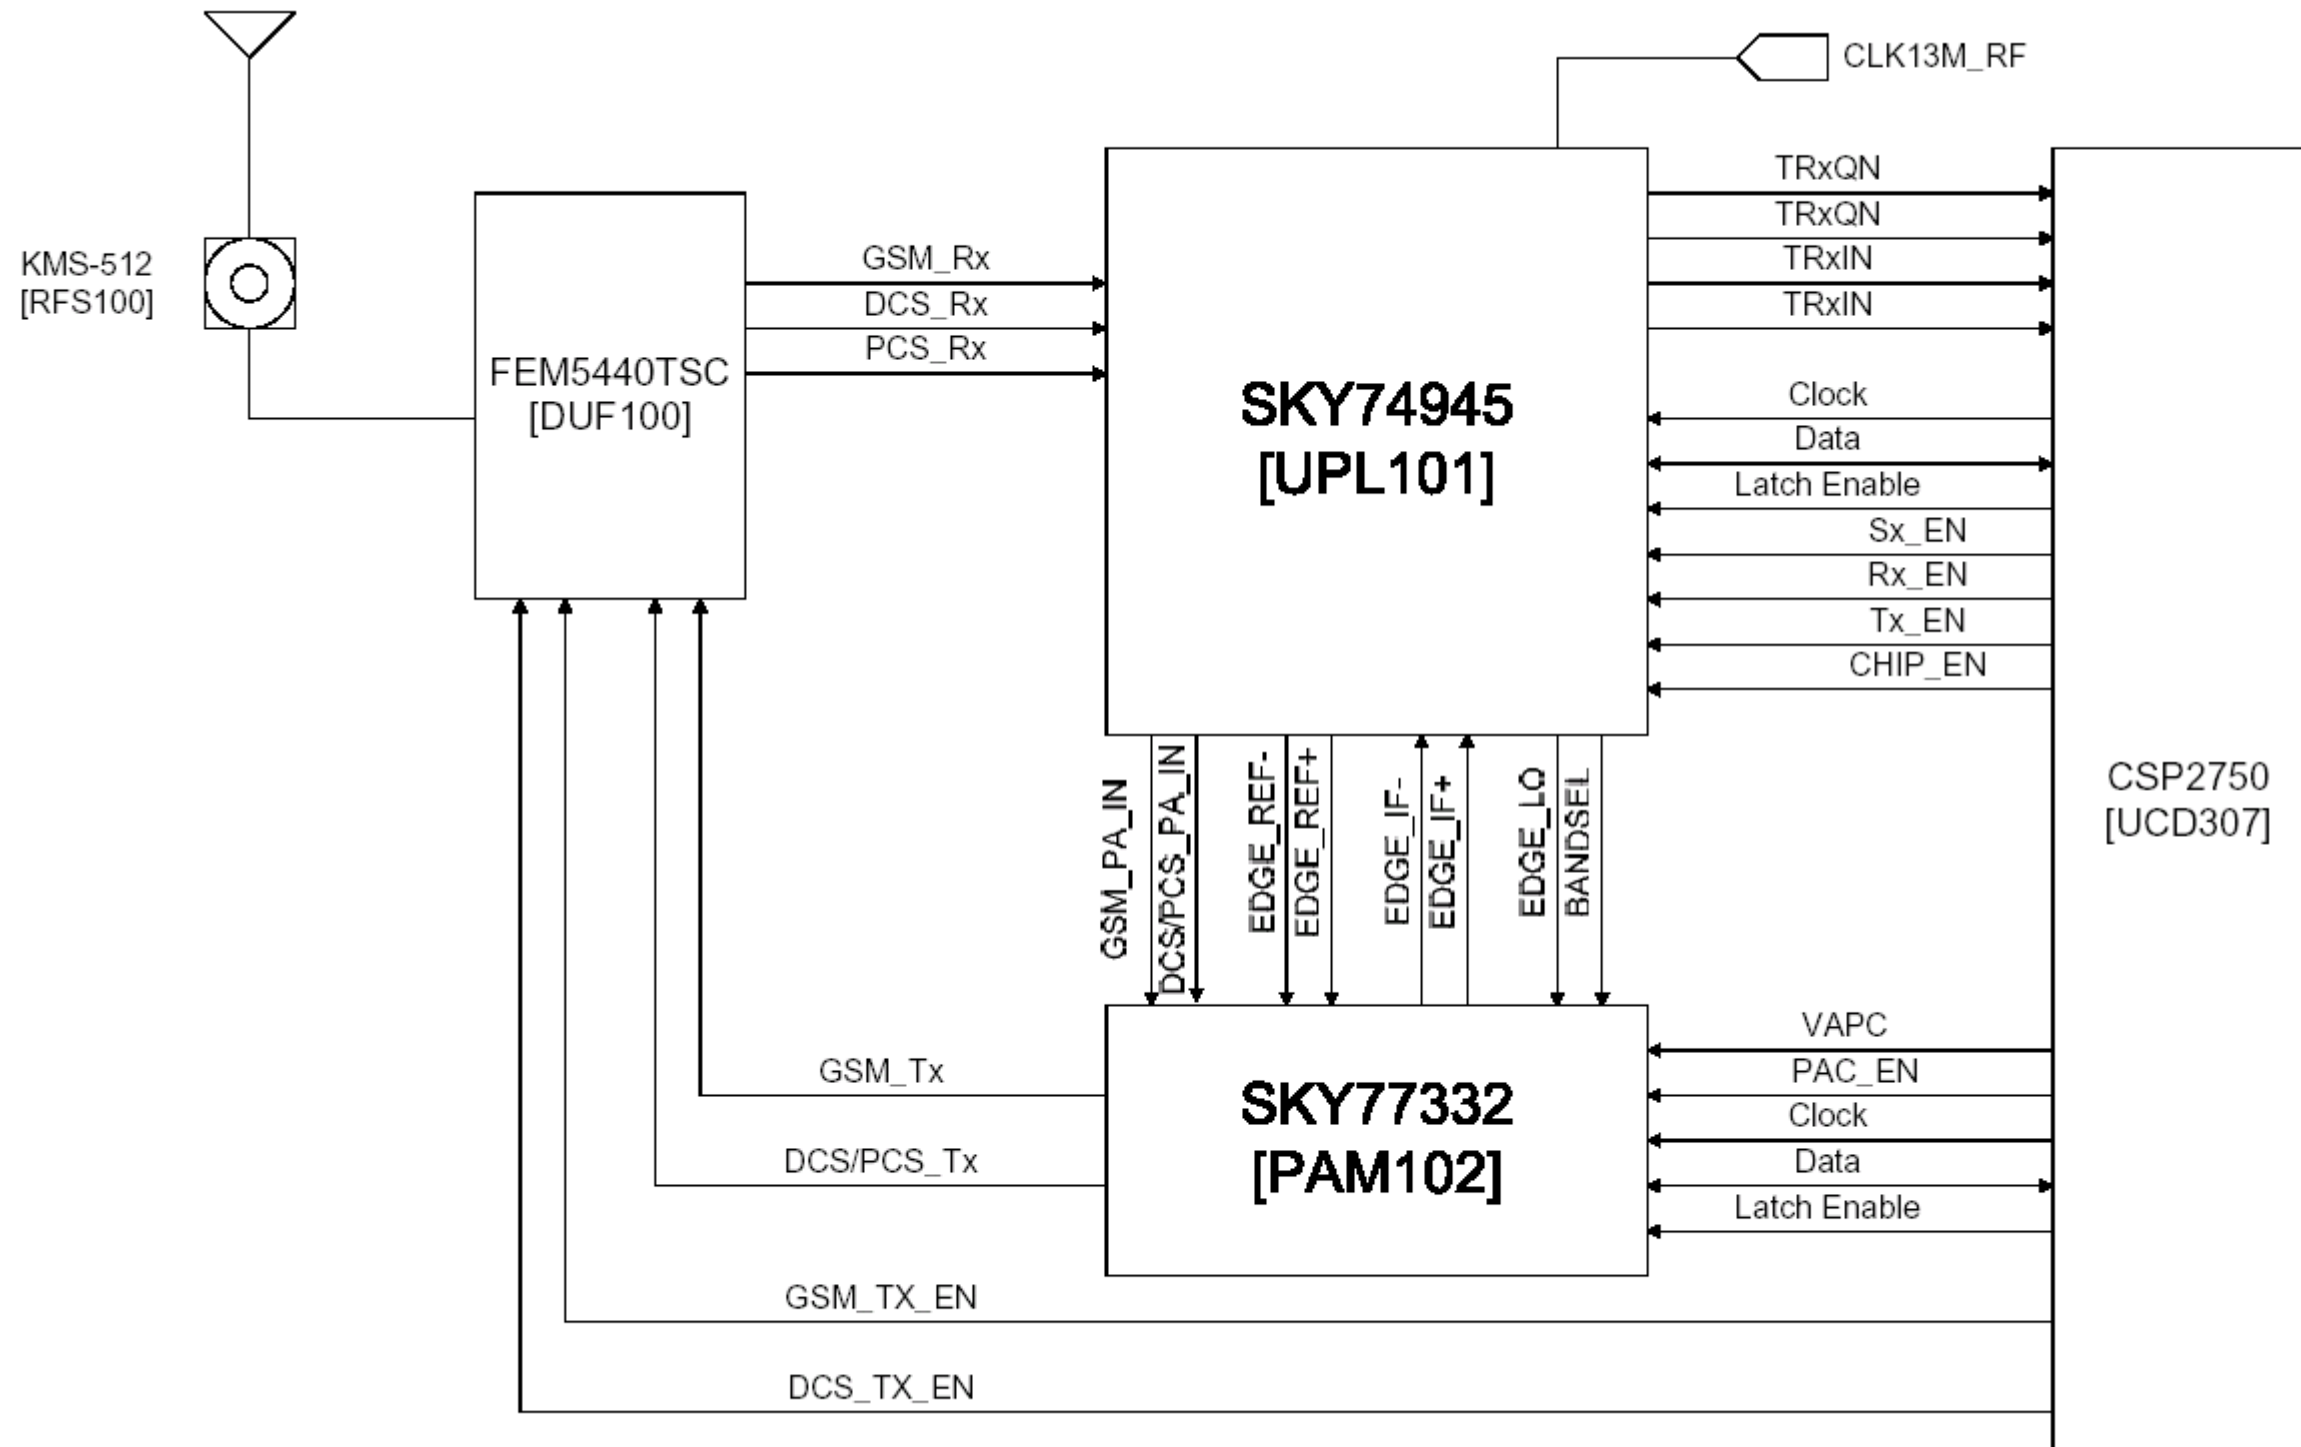 CLK13M_RF
TRxQN
TRxQN
TRxIN
TRxIN
KMS-512
[RFS100]
GSM_Rx
DCS_Rx
PCS_Rx
FEM5440TSC
[DUF100]
SKY74945
[UPL101]
Clock
Data
Latch Enable
Sx_EN
Rx_EN
Tx_EN
CHIP_EN
GSM_PA_IN
DCS/PCS_PA_IN
EDGE_REF-
EDGE_REF+
EDGE_IF-
EDGE_IF+
EDGE_LO
BANDSEL
CSP2750
[UCD307]
VAPC
PAC_EN
Clock
Data
Latch Enable
GSM_Tx
DCS/PCS_Tx
SKY77332
[PAM102]
GSM_TX_EN
DCS_TX_EN